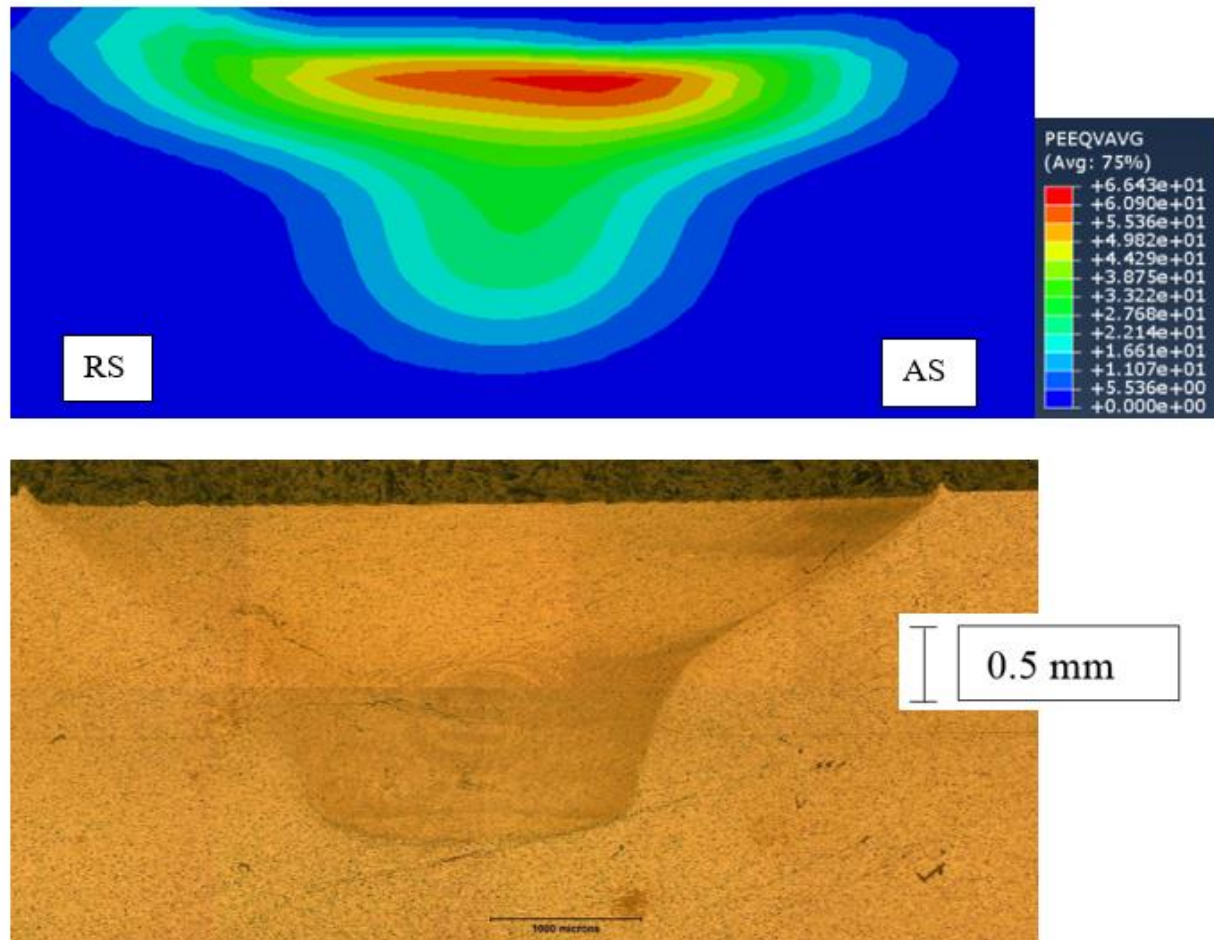 PEEQVAVG
(Avg: 75%)
+6.643e+01
+6.090e+01
+5.536e+01
+4.982e+01
+4.429e+01
+3.875e+01
+3.322e+01
+2.768e+01
+2.214e+01
+1.661e+01
+1.107e+01
+5.536e+00
+0.000e+00
RS
AS
0.5 mm
1000 microns